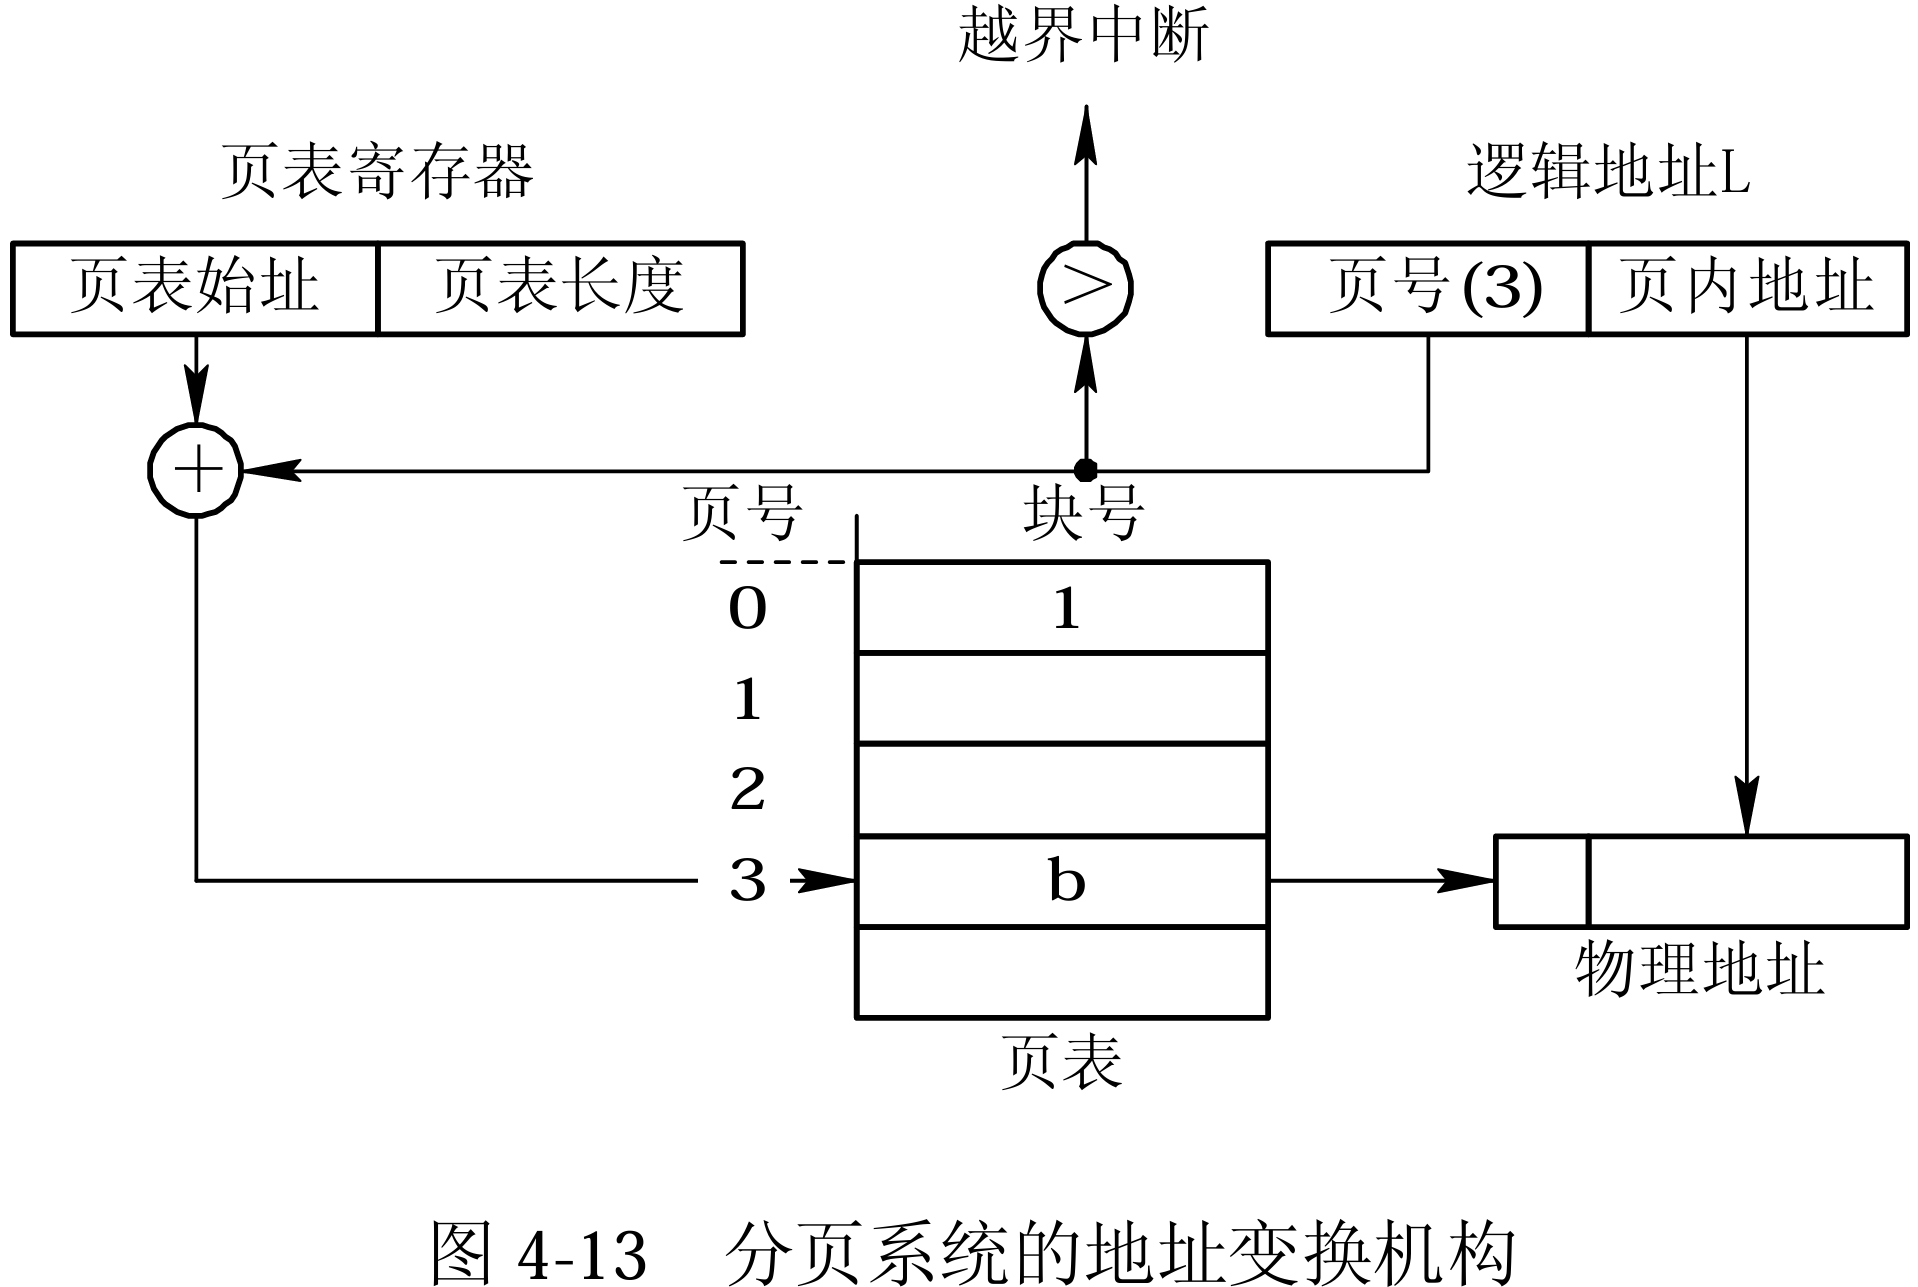 越界中断
页表寄存器 逻辑地址L
页表始址 页表长度 > 页号(3) 页内地址
+
页号 块号
0 1
1
2
3 b
物理地址
页表
图 4-13 分页系统的地址变换机构